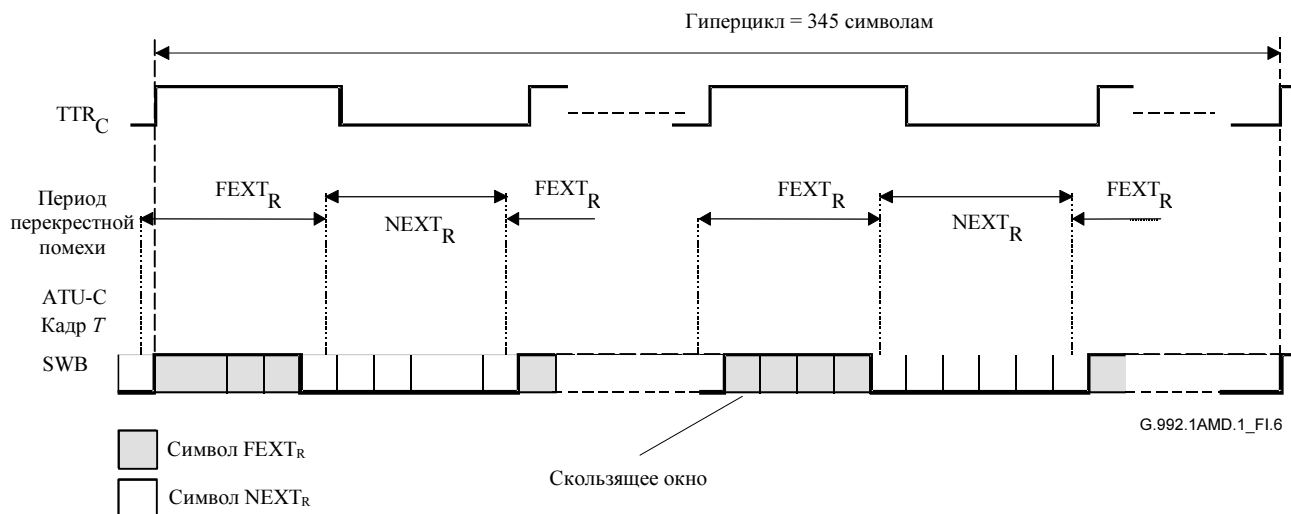 Гиперцикл = 345 символам
TTR_C
FEXT_R
FEXT_R
FEXT_R
FEXT_R
Период
перекрестной
помехи
NEXT_R
NEXT_R
ATU-C
Кадр T
SWB
G.992.1AMD.1_FI.6
Символ FEXT_R
Скользящее окно
Символ NEXT_R